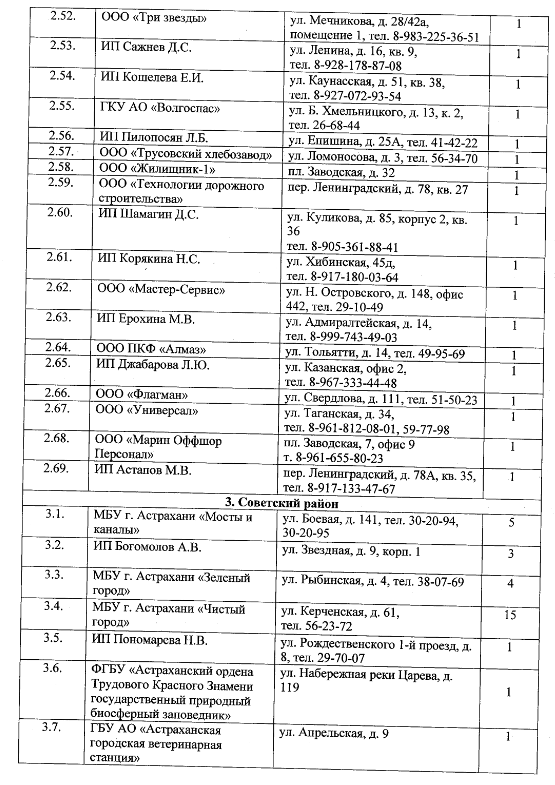 2.52. ООО «Три звезды» ул. Мечникова, д. 28/42а, 1
помещение 1, тел. 8-983-225-36-51
2.53. ИП Сажнев Д.С. ул. Ленина, д. 16, кв. 9, 1
тел. 8-928-178-87-08
2.54. ИП Кошелева Е.И. ул. Каунасская, д. 51, кв. 38, 1
тел. 8-927-072-93-54
2.55. ГКУ АО «Волгоспас» ул. Б. Хмельницкого, д. 13, к. 2, 1
тел. 26-68-44
2.56. ИП Пилопосян Л.Б. ул. Епишина, д. 25А, тел. 41-42-22 1
2.57. ООО «Трусовский хлебозавод» ул. Ломоносова, д. 3, тел. 56-34-70 1
2.58. ООО «Жилищник-1» пл. Заводская, д. 32 1
2.59. ООО «Технологии дорожного пер. Ленинградский, д. 78, кв. 27 1
строительства»
2.60. ИП Шамагин Д.С. ул. Куликова, д. 85, корпус 2, кв. 1
36
тел. 8-905-361-88-41
2.61. ИП Корякина Н.С. ул. Хибинская, 45д, 1
тел. 8-917-180-03-64
2.62. ООО «Мастер-Сервис» ул. Н. Островского, д. 148, офис 1
442, тел. 29-10-49
2.63. ИП Ерохина М.В. ул. Адмиралтейская, д. 14, 1
тел. 8-999-743-49-03
2.64. ООО ПКФ «Алмаз» ул. Тольятти, д. 14, тел. 49-95-69 1
2.65. ИП Джабарова Л.Ю. ул. Казанская, офис 2, 1
тел. 8-967-333-44-48
2.66. ООО «Флагман» ул. Свердлова, д. 111, тел. 51-50-23 1
2.67. ООО «Универсал» ул. Таганская, д. 34, 1
тел. 8-961-812-08-01, 59-77-98
2.68. ООО «Марин Оффшор пл. Заводская, 7, офис 9 1
Персонал» т. 8-961-655-80-23
2.69. ИП Астапов М.В. пер. Ленинградский, д. 78А, кв. 35, 1
тел. 8-917-133-47-67
3. Советский район
3.1. МБУ г. Астрахани «Мосты и ул. Боевая, д. 141, тел. 30-20-94, 5
каналы» 30-20-95
3.2. ИП Богомолов А.В. ул. Звездная, д. 9, корп. 1 3
3.3. МБУ г. Астрахани «Зеленый ул. Рыбинская, д. 4, тел. 38-07-69 4
город»
3.4. МБУ г. Астрахани «Чистый ул. Керченская, д. 61, 15
город» тел. 56-23-72
3.5. ИП Пономарева Н.В. ул. Рождественского 1-й проезд, д. 1
8, тел. 29-70-07
3.6. ФГБУ «Астраханский ордена ул. Набережная реки Царева, д. 1
Трудового Красного Знамени 119
государственный природный
биосферный заповедник»
3.7. ГБУ АО «Астраханская ул. Апрельская, д. 9 1
городская ветеринарная
станция»